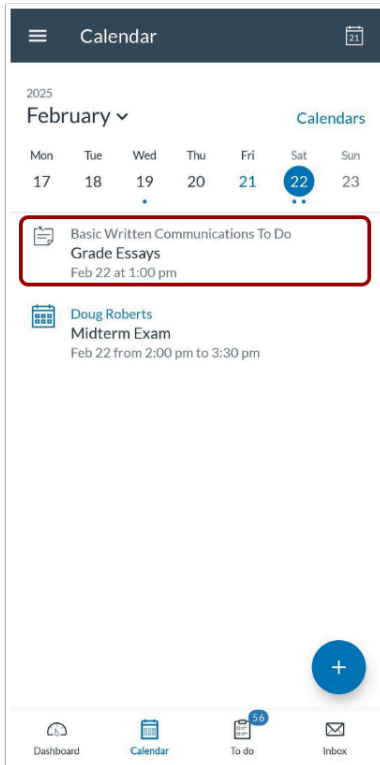 Calendar
21
2025
February
Calendars
Mon Tue Wed Thu Fri Sat Sun
17 18 19 20 21 22 23
Basic Written Communications To Do
Grade Essays
Feb 22 at 1:00 pm
Doug Roberts
Midterm Exam
Feb 22 from 2:00 pm to 3:30 pm
+
56
Dashboard Calendar To do Inbox